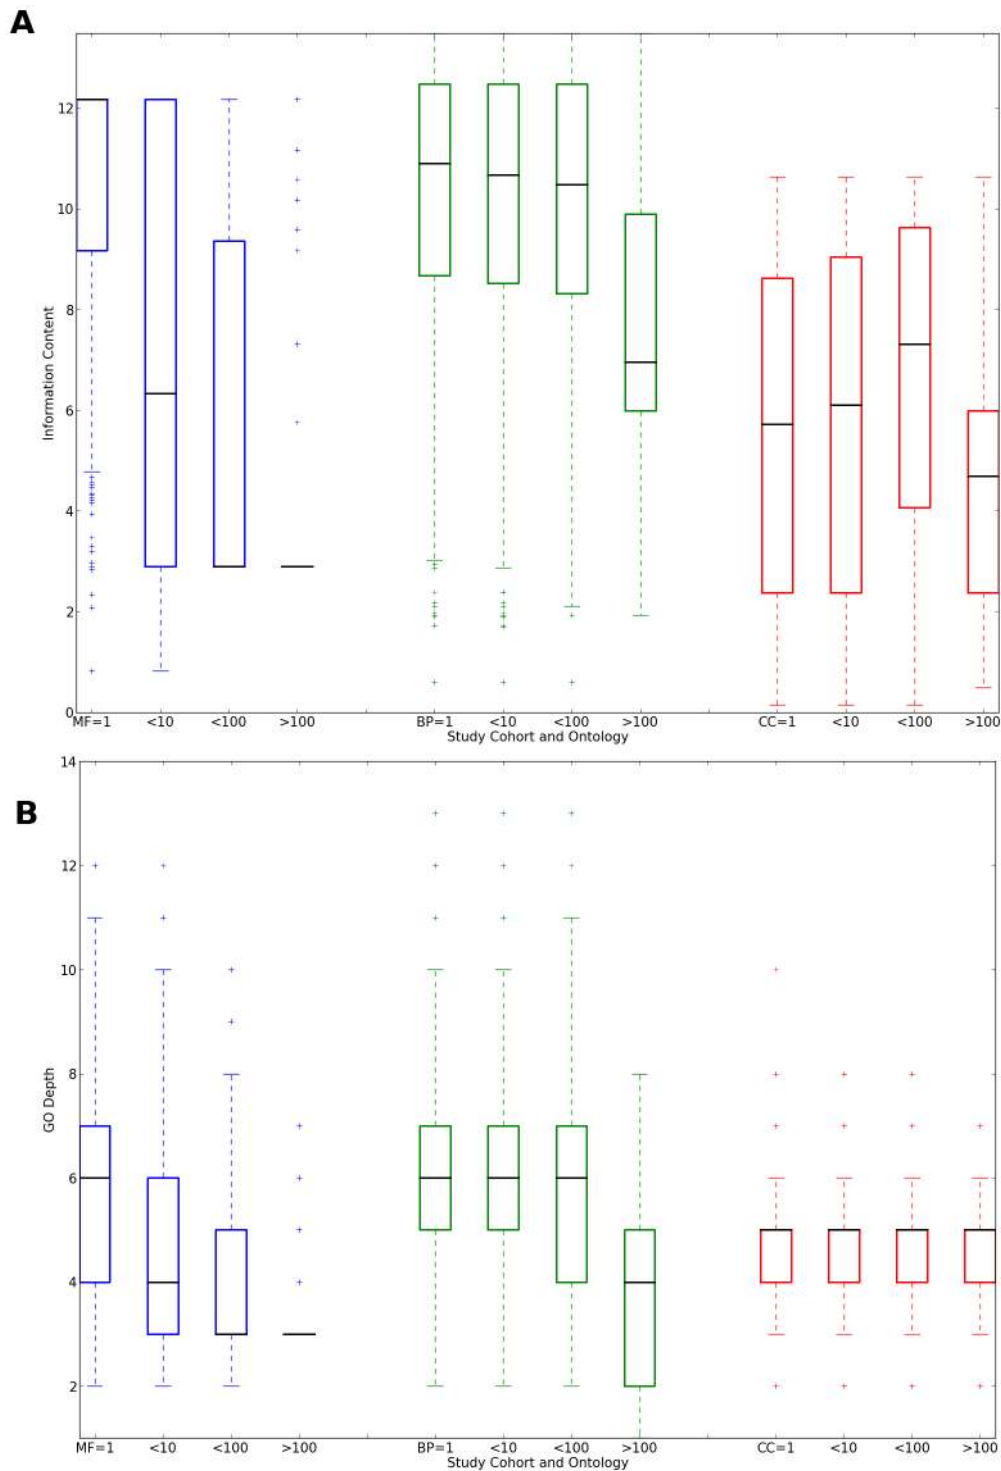 A
12
10
8
6
4
2
0
Information Content
MF=1 <10 <100 >100 BP=1 <10 <100 >100 CC=1 <10 <100 >100
Study Cohort and Ontology
B
14
12
10
8
6
4
2
GO Depth
MF=1 <10 <100 >100 BP=1 <10 <100 >100 CC=1 <10 <100 >100
Study Cohort and Ontology